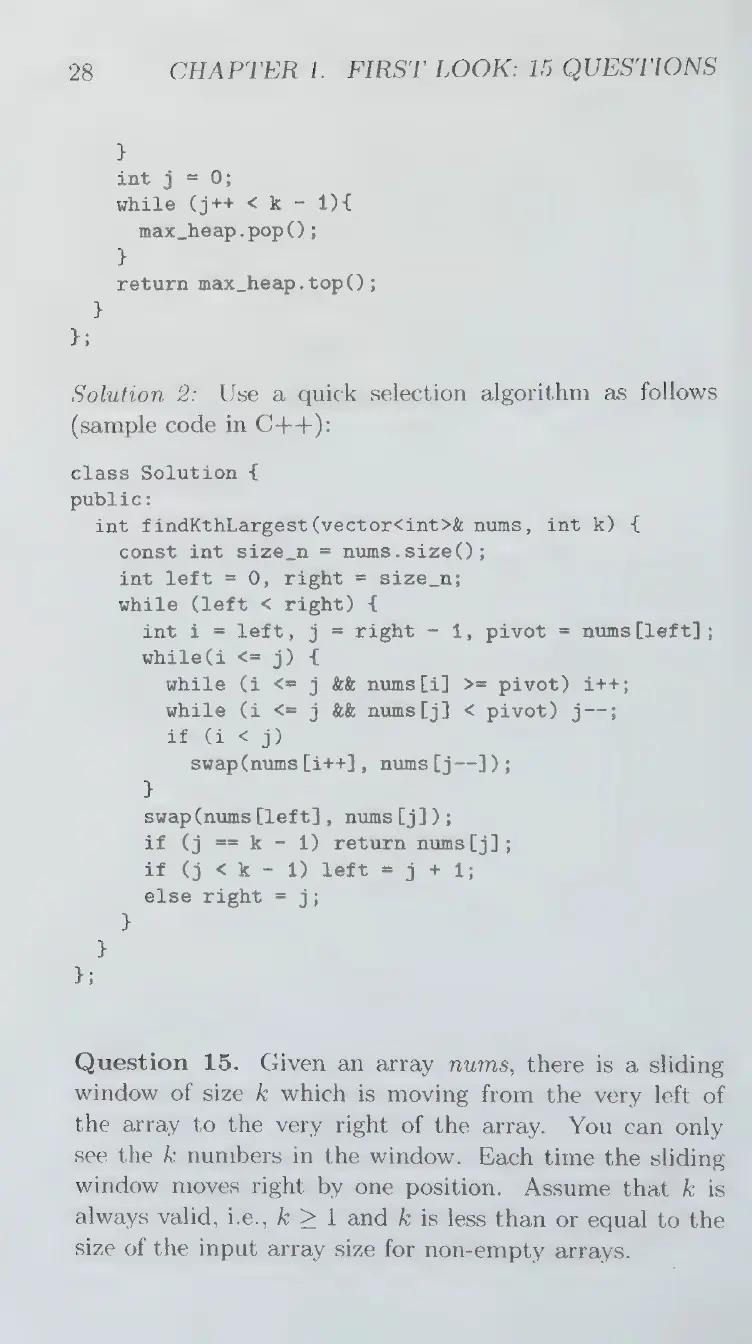 28 CHAPTER 1. FIRST LOOK: 15 QUESTIONS
}
int j = 0;
while (j++ < k - 1){
max_heap.pop();
}
return max_heap.top();
}
};
Solution 2: Use a quick selection algorithm as follows
(sample code in C++):
class Solution {
public:
int findKthLargest(vector<int>& nums, int k) {
const int size_n = nums.size();
int left = 0, right = size_n;
while (left < right) {
int i = left, j = right - 1, pivot = nums[left];
while(i <= j) {
while (i <= j && nums[i] >= pivot) i++;
while (i <= j && nums[j] < pivot) j--;
if (i < j)
swap(nums[i++], nums[j--]);
}
swap(nums[left], nums[j]);
if (j == k - 1) return nums[j];
if (j < k - 1) left = j + 1;
else right = j;
}
}
};
Question 15. Given an array nums, there is a sliding
window of size k which is moving from the very left of
the array to the very right of the array. You can only
see the k numbers in the window. Each time the sliding
window moves right by one position. Assume that k is
always valid, i.e., k ≥ 1 and k is less than or equal to the
size of the input array size for non-empty arrays.